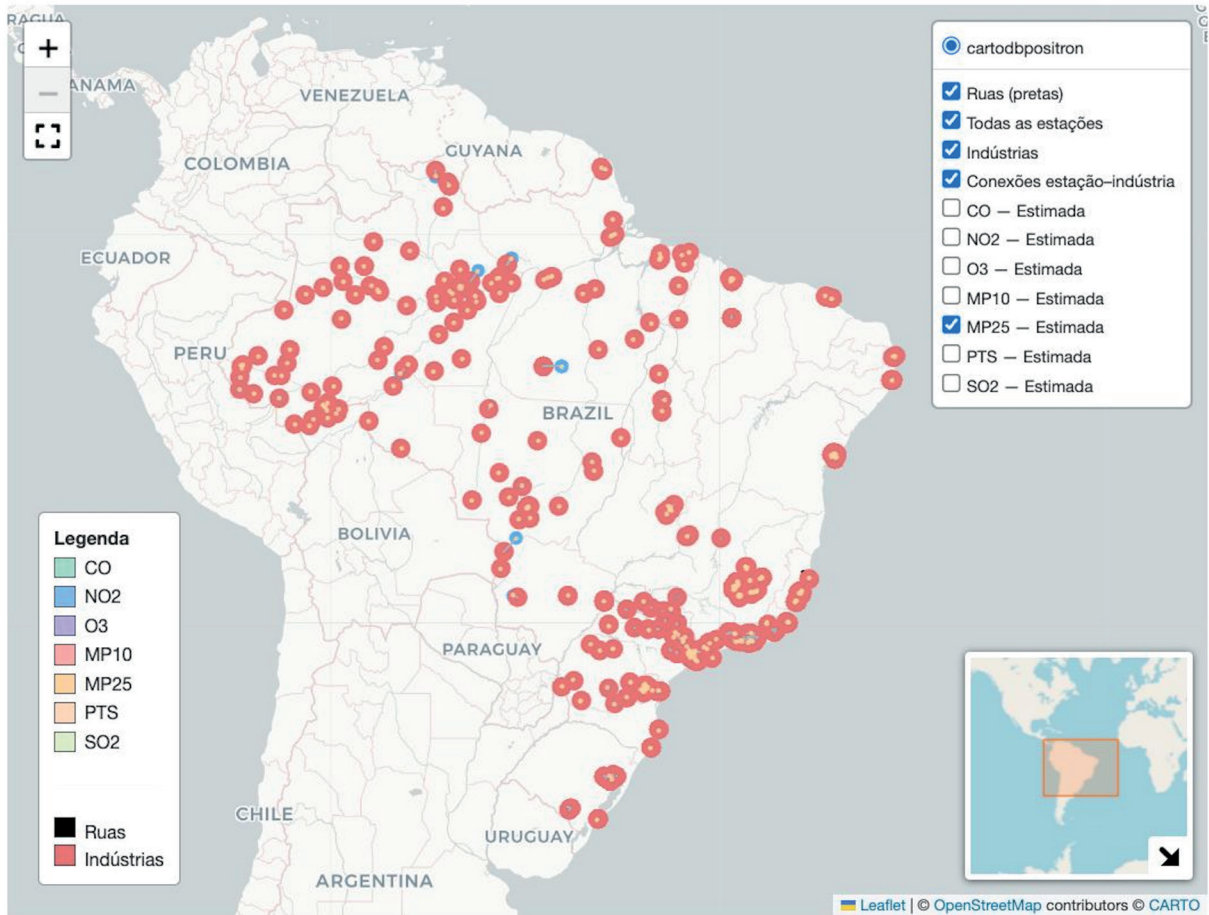 +
−
cartodbpositron
Ruas (pretas)
Todas as estações
Indústrias
Conexões estação–indústria
CO — Estimada
NO2 — Estimada
O3 — Estimada
MP10 — Estimada
MP25 — Estimada
PTS — Estimada
SO2 — Estimada
VENEZUELA
COLOMBIA
GUYANA
ECUADOR
PERU
BRAZIL
BOLIVIA
PARAGUAY
CHILE
URUGUAY
ARGENTINA
Legenda
CO
NO2
O3
MP10
MP25
PTS
SO2
Ruas
Indústrias
Leaflet | © OpenStreetMap contributors © CARTO